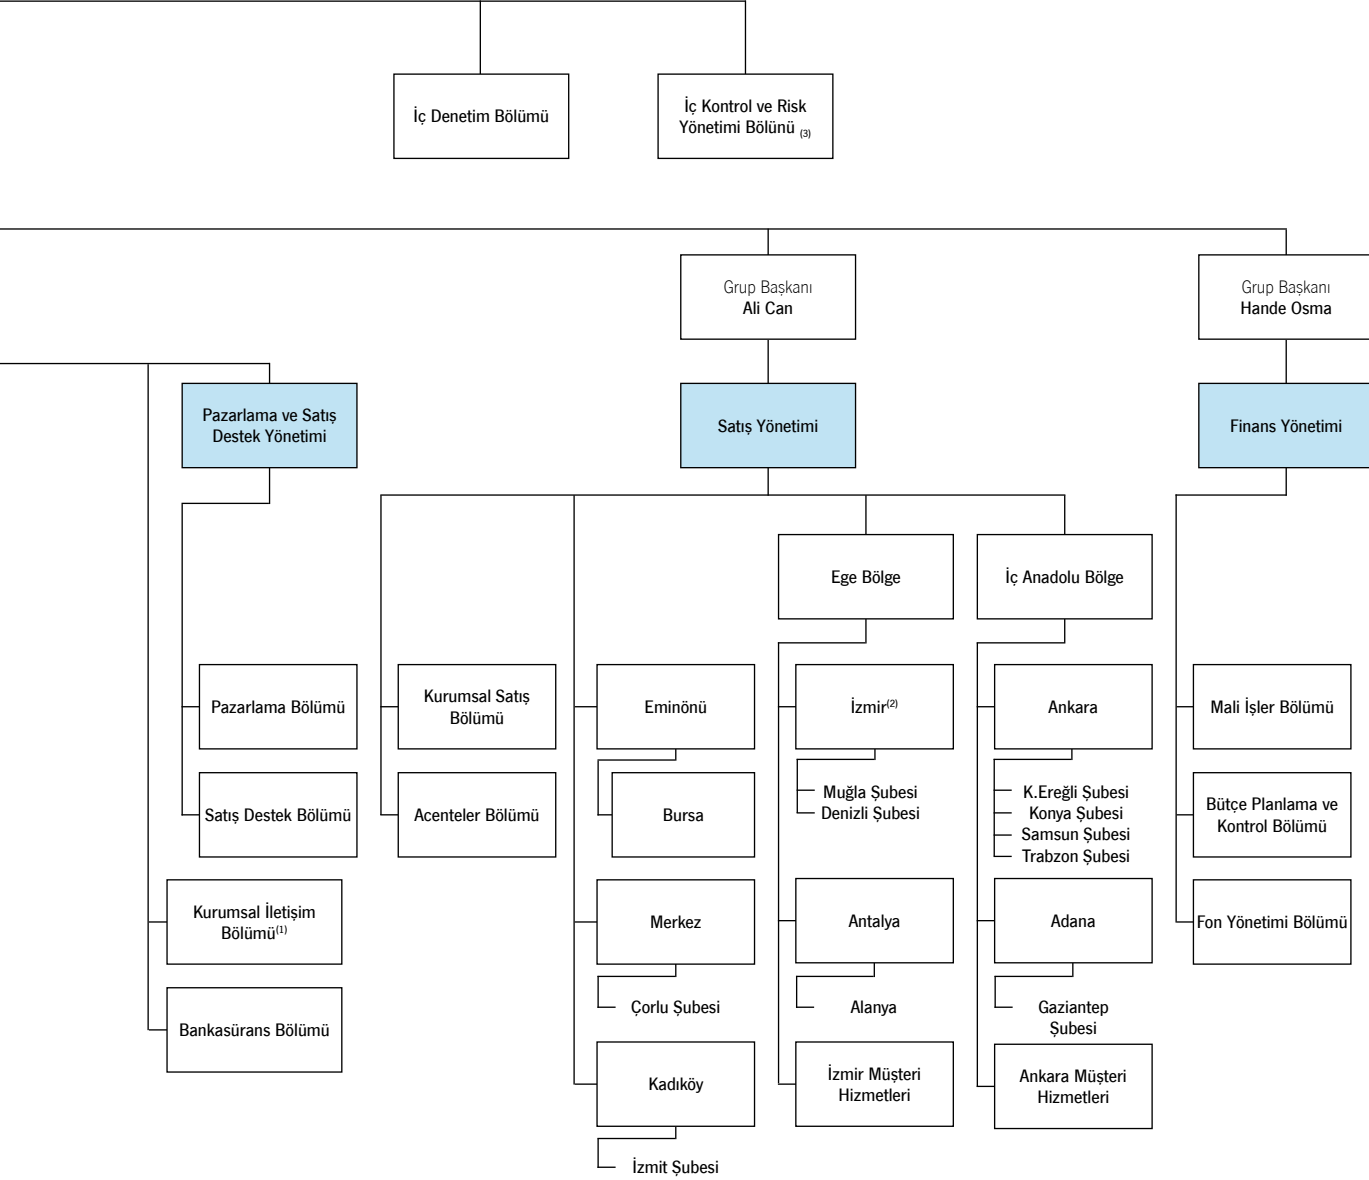 İç Denetim Bölümü
İç Kontrol ve Risk
Yönetimi Bölünü (3)
Grup Başkanı
Ali Can
Grup Başkanı
Hande Osma
Pazarlama ve Satış
Destek Yönetimi
Satış Yönetimi
Finans Yönetimi
Ege Bölge
İç Anadolu Bölge
Pazarlama Bölümü
Kurumsal Satış
Bölümü
Eminönü
İzmir(2)
Ankara
Mali İşler Bölümü
Muğla Şubesi
Denizli Şubesi
K.Ereğli Şubesi
Konya Şubesi
Samsun Şubesi
Trabzon Şubesi
Satış Destek Bölümü
Acenteler Bölümü
Bursa
Bütçe Planlama ve
Kontrol Bölümü
Kurumsal İletişim
Bölümü(1)
Merkez
Antalya
Adana
Fon Yönetimi Bölümü
Çorlu Şubesi
Alanya
Gaziantep
Şubesi
Bankasürans Bölümü
Kadıköy
İzmir Müşteri
Hizmetleri
Ankara Müşteri
Hizmetleri
İzmit Şubesi